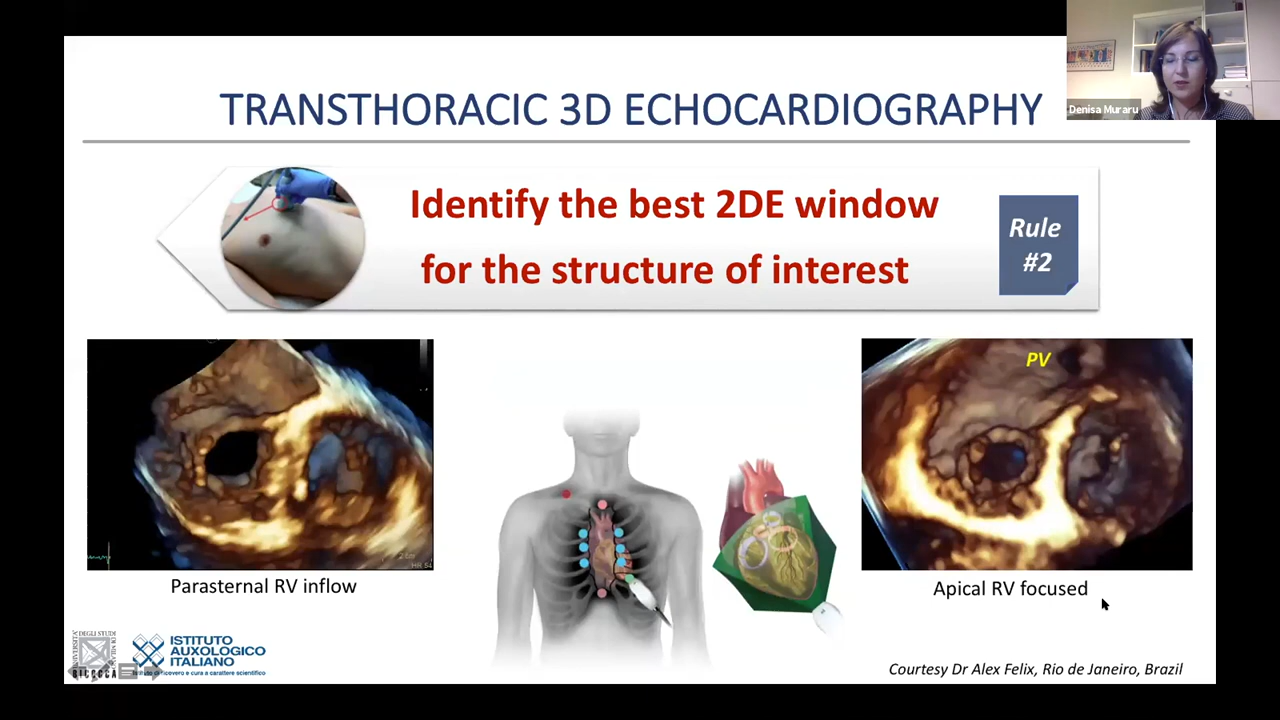 Denisa Muraru
TRANSTHORACIC 3D ECHOCARDIOGRAPHY
Identify the best 2DE window
for the structure of interest
Rule
#2
PV
Parasternal RV inflow
Apical RV focused
BICOCCA
ISTITUTO
AUXOLOGICO
ITALIANO
Courtesy Dr Alex Felix, Rio de Janeiro, Brazil